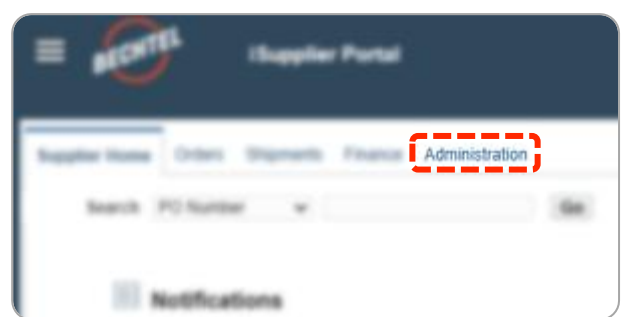 BECHTEL iSupplier Portal
Supplier Home Orders Shipments Finance Administration
Search PO Number Go
Notifications